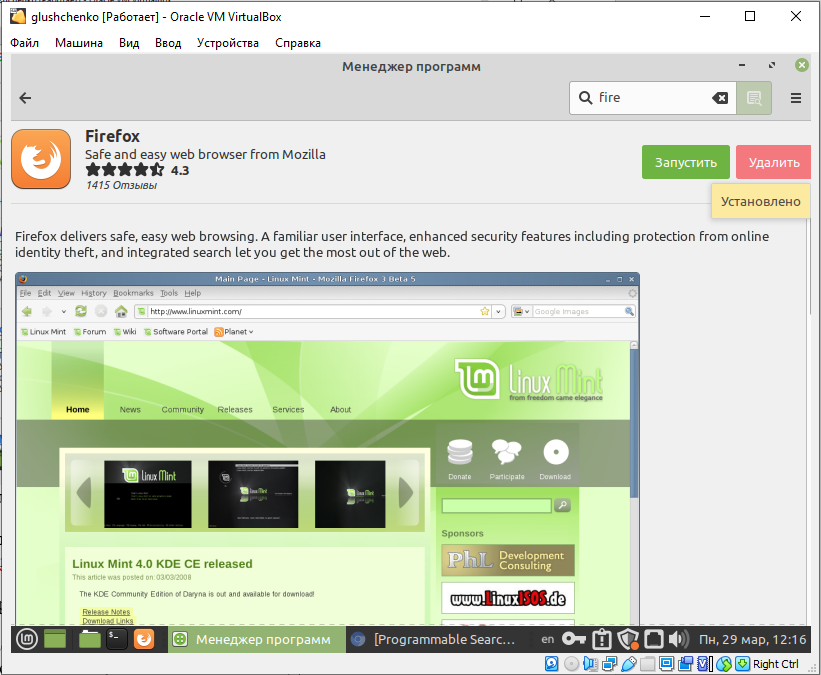 glushchenko [Работает] - Oracle VM VirtualBox
Файл Машина Вид Ввод Устройства Справка
Менеджер программ
fire
Firefox
Safe and easy web browser from Mozilla
4.3
1415 Отзывы
Запустить
Удалить
Установлено
Firefox delivers safe, easy web browsing. A familiar user interface, enhanced security features including protection from online
identity theft, and integrated search let you get the most out of the web.
Main Page - Linux Mint - Mozilla Firefox 3 Beta 5
File Edit View History Bookmarks Tools Help
http://www.linuxmint.com/
Google Images
Linux Mint Forum Wiki Software Portal Planet
Linux Mint
from freedom came elegance
Home News Community Releases Services About
Donate Participate Download
Linux Mint
Sponsors
PhL Development
Consulting
www.LinuxISOS.de
Linux Mint 4.0 KDE CE released
This article was posted on: 03/03/2008
The KDE Community Edition of Daryna is out and available for download!
Release Notes
Download Links
Менеджер программ
[Programmable Searc...
en
Пн, 29 мар, 12:16
Right Ctrl